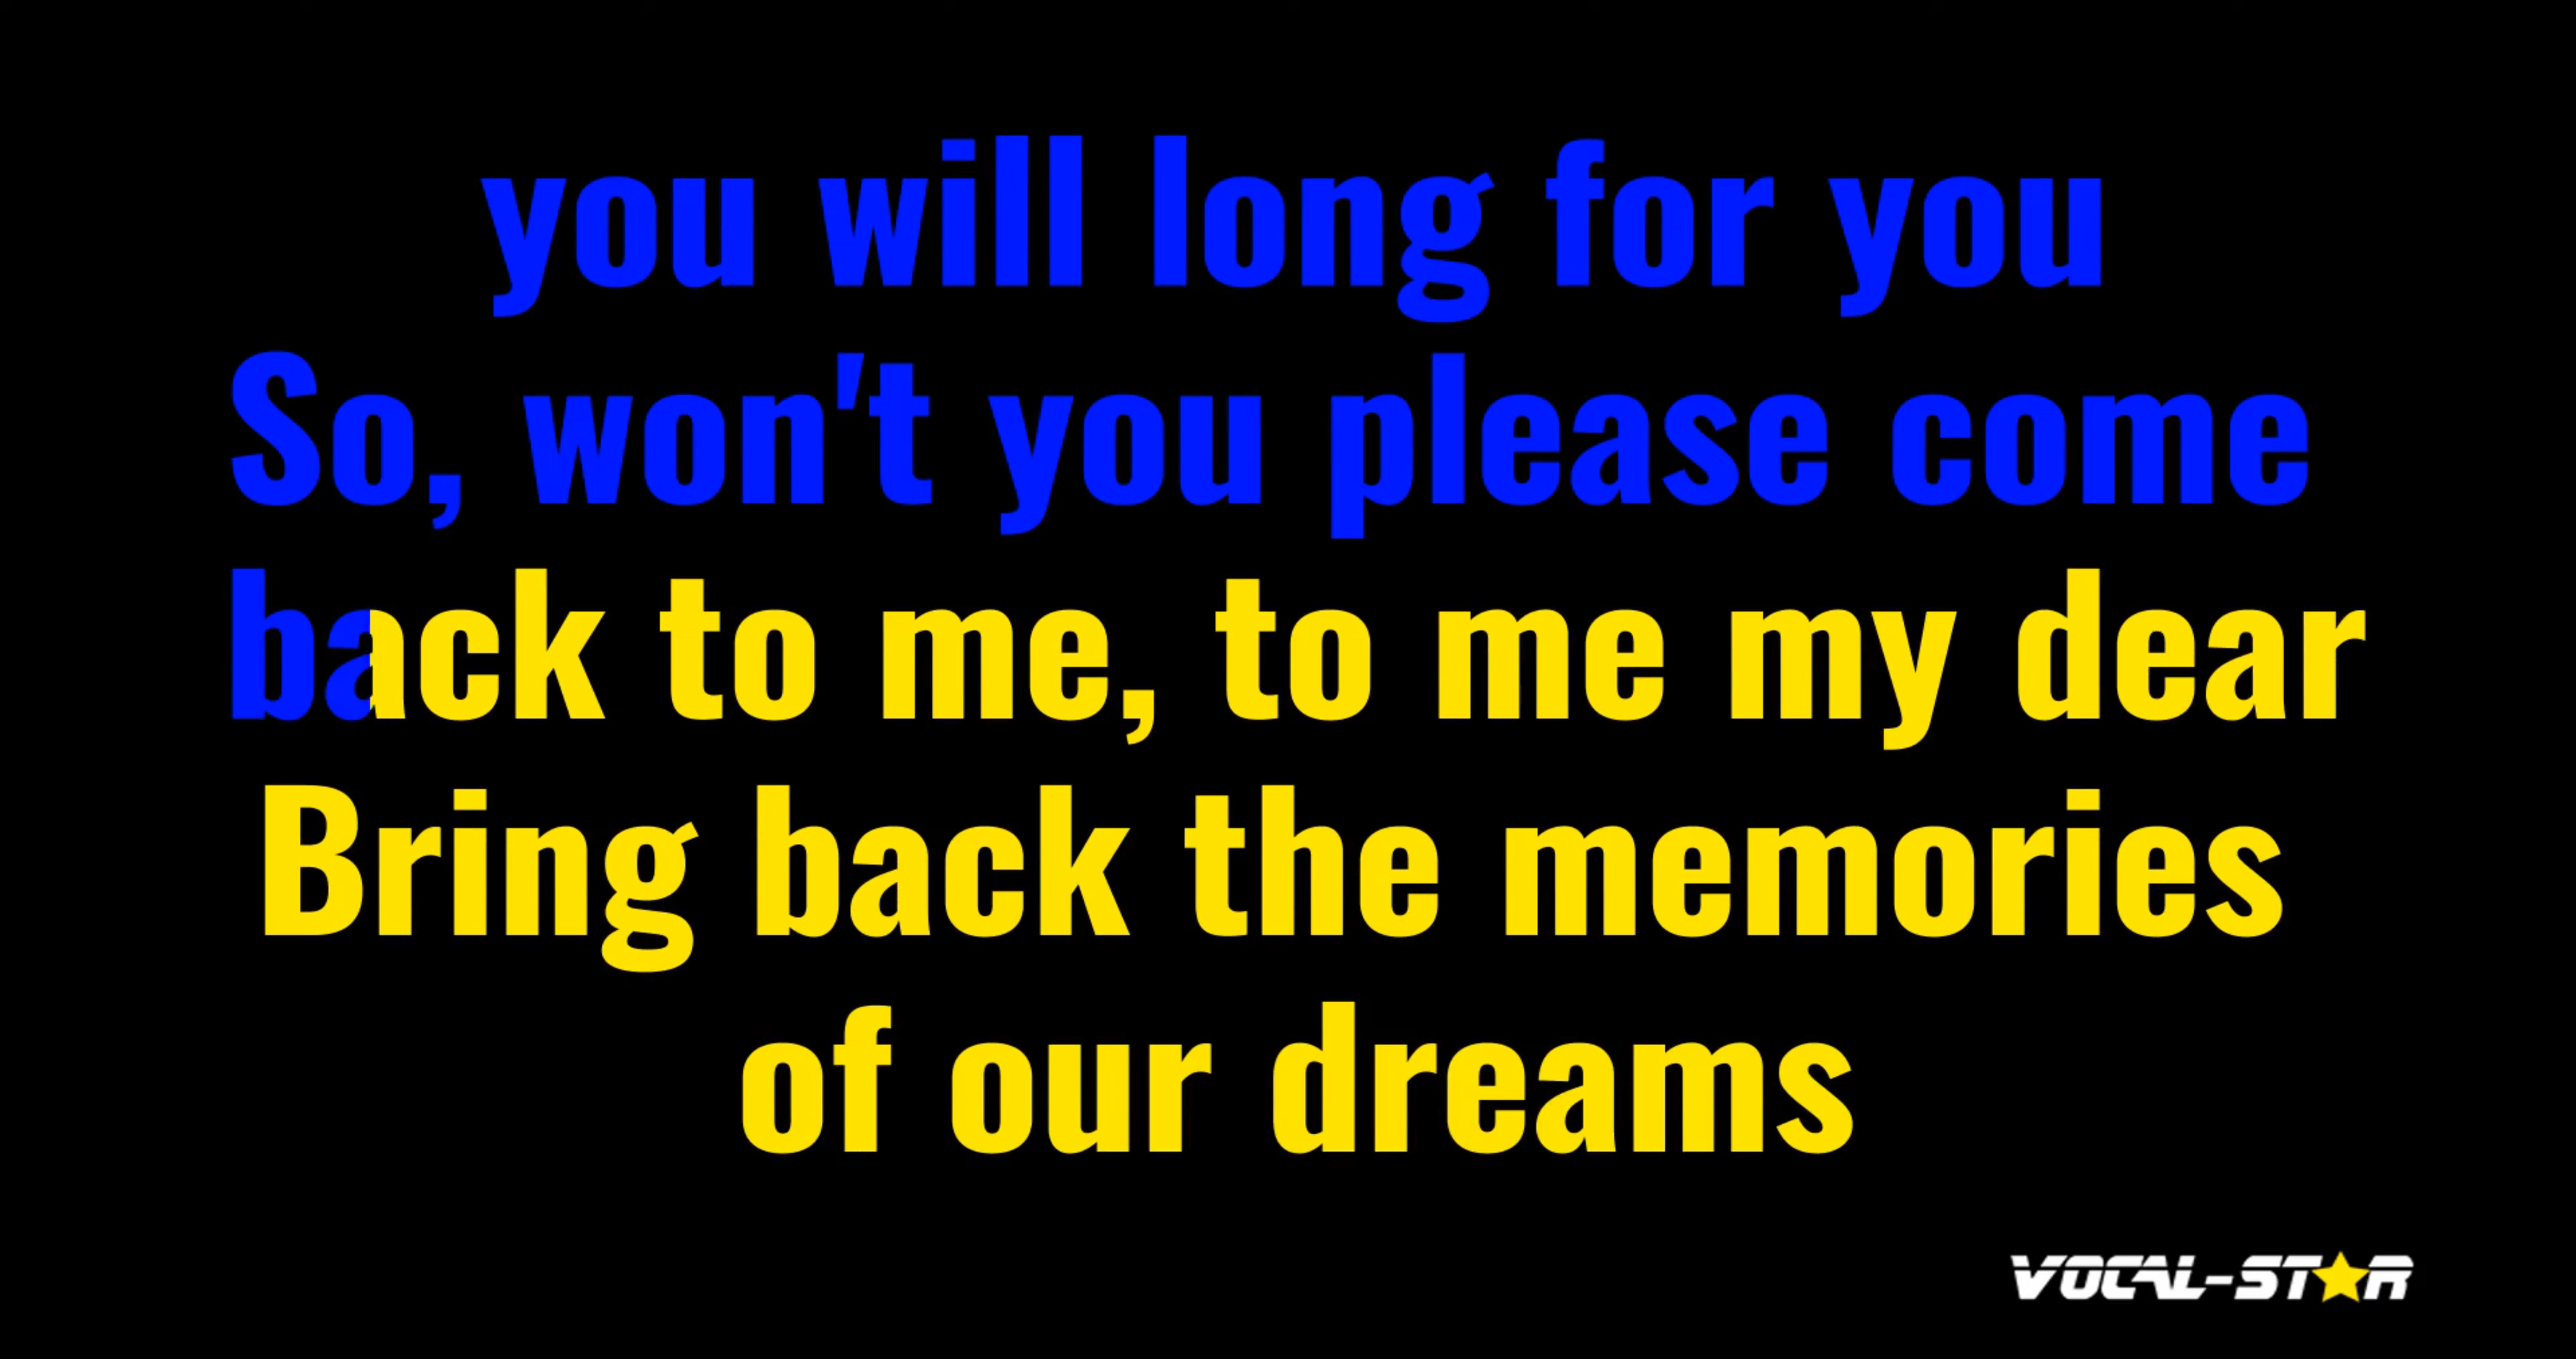 you will long for you
So, won't you please come
back to me, to me my dear
Bring back the memories
of our dreams
VOCAL-STAR